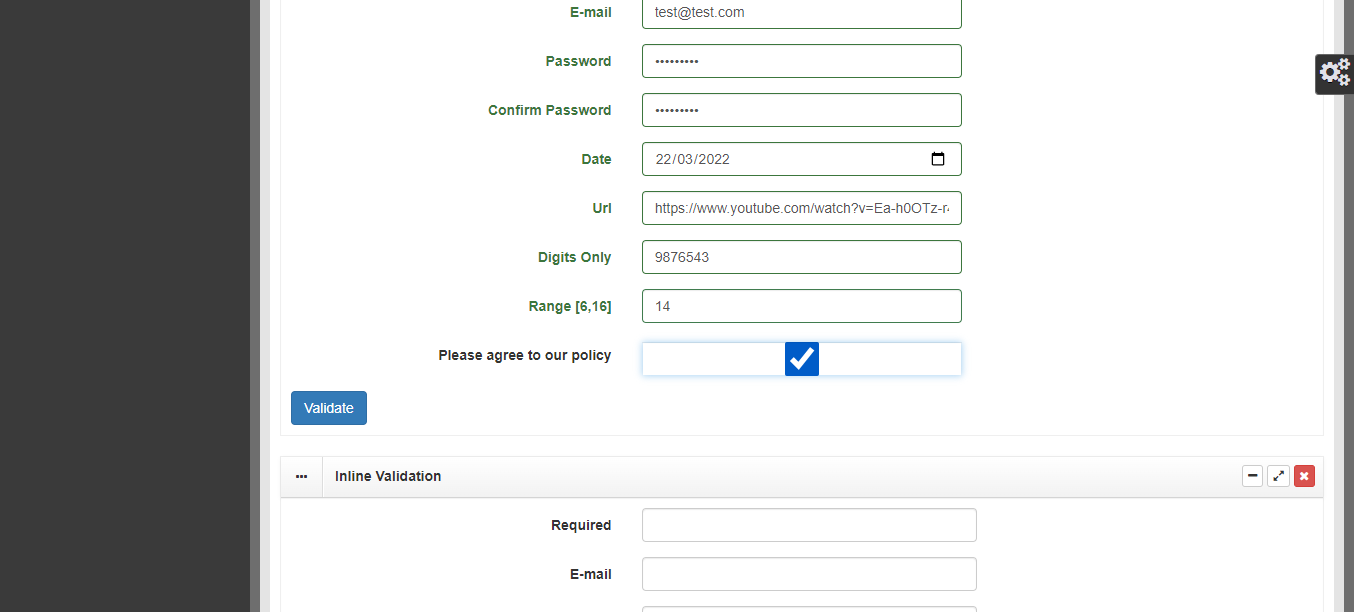 E-mail test@test.com
Password •••••••••
Confirm Password •••••••••
Date 22/03/2022
Url https://www.youtube.com/watch?v=Ea-h0OTz-r
Digits Only 9876543
Range [6,16] 14
Please agree to our policy
Validate
Inline Validation
Required
E-mail